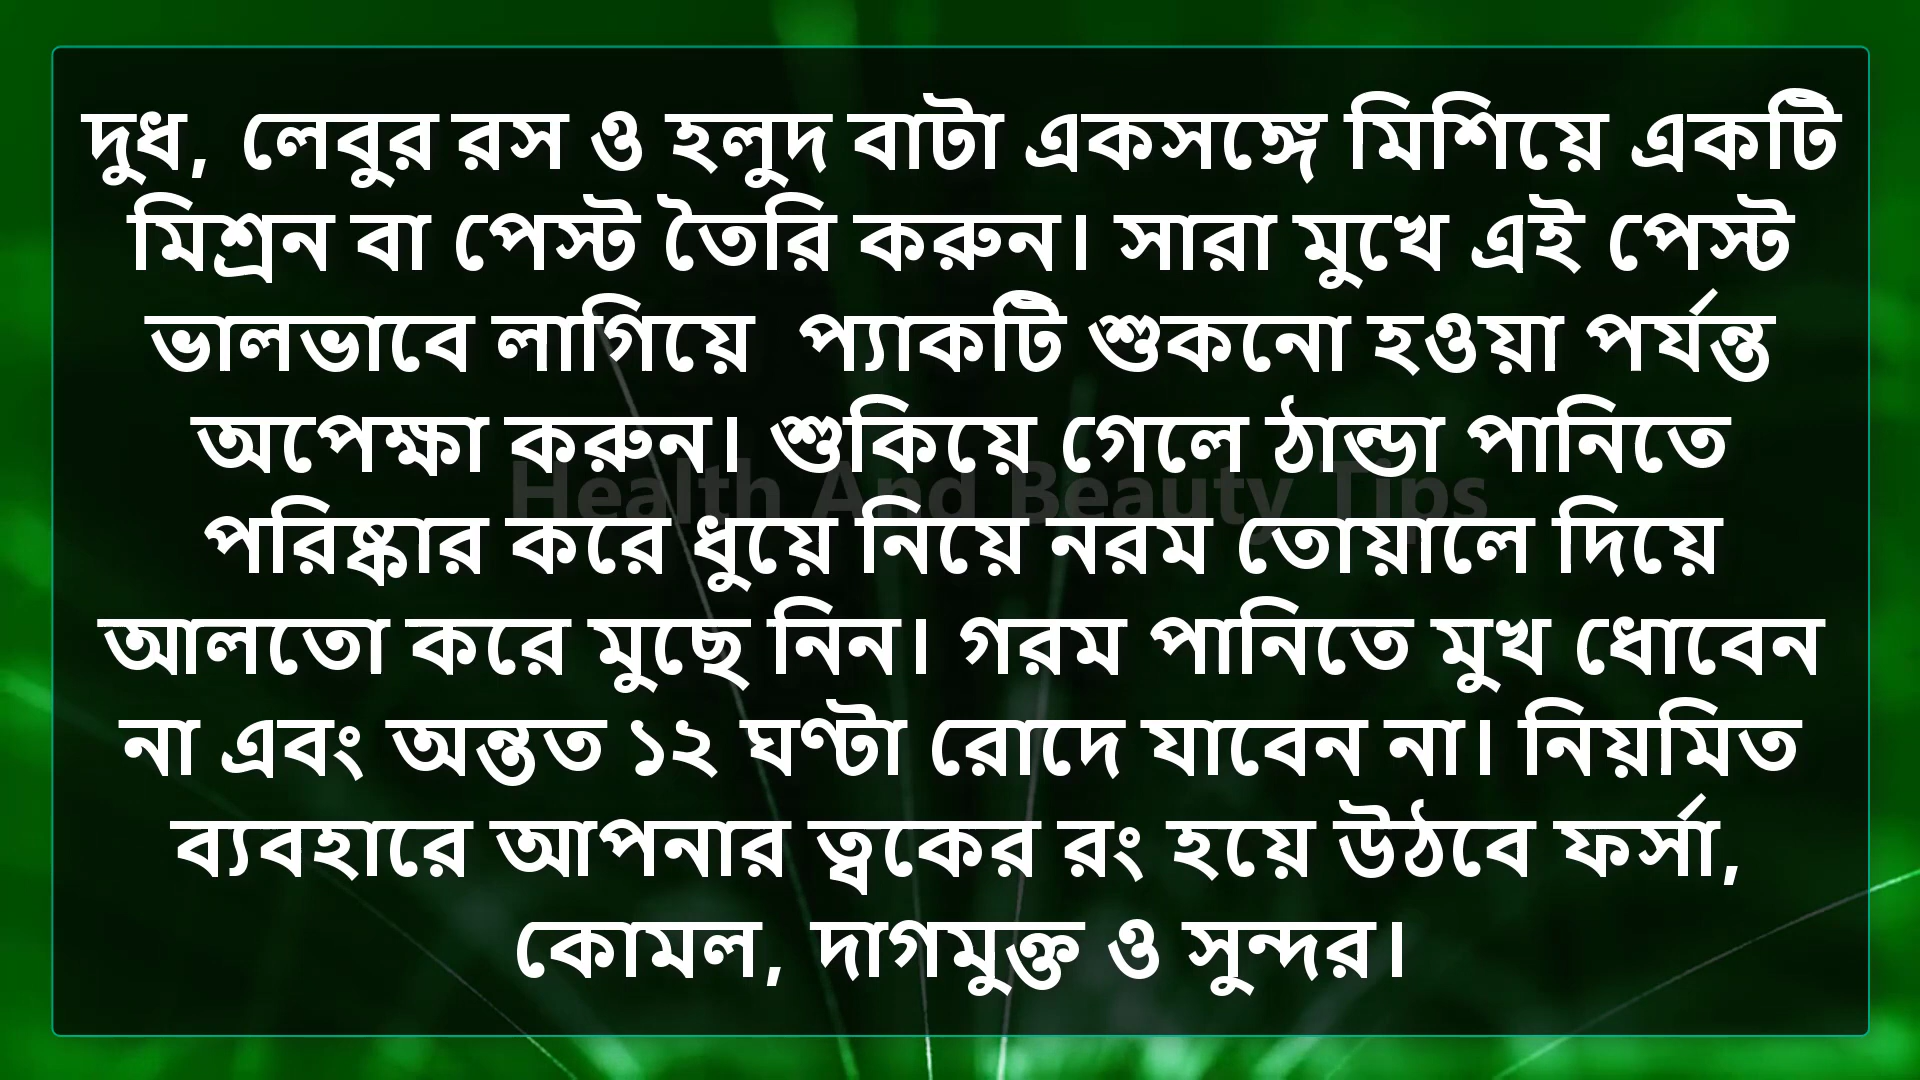 দুধ, লেবুর রস ও হলুদ বাটা একসঙ্গে মিশিয়ে একটি
মিশ্রন বা পেস্ট তৈরি করুন। সারা মুখে এই পেস্ট
ভালভাবে লাগিয়ে প্যাকটি শুকনো হওয়া পর্যন্ত
অপেক্ষা করুন। শুকিয়ে গেলে ঠান্ডা পানিতে
Health And Beauty Tips
পরিষ্কার করে ধুয়ে নিয়ে নরম তোয়ালে দিয়ে
আলতো করে মুছে নিন। গরম পানিতে মুখ ধোবেন
না এবং অন্তত ১২ ঘণ্টা রোদে যাবেন না। নিয়মিত
ব্যবহারে আপনার ত্বকের রং হয়ে উঠবে ফর্সা,
কোমল, দাগমুক্ত ও সুন্দর।